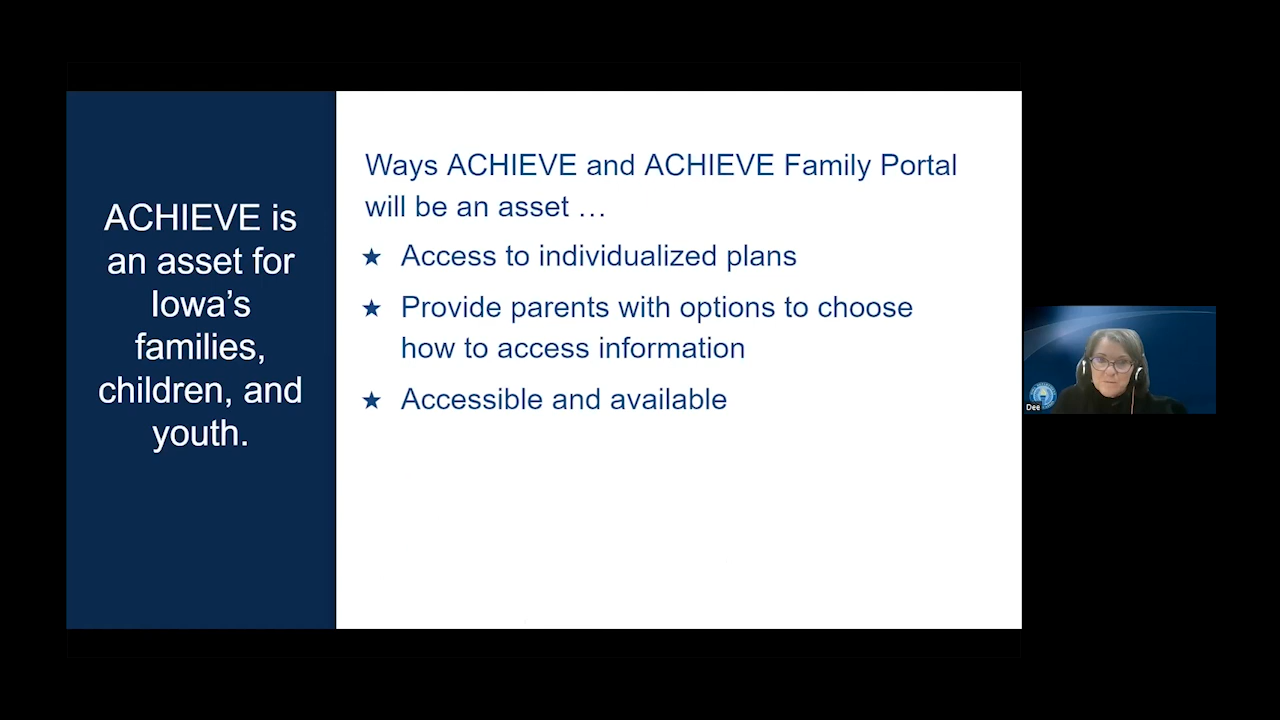 ACHIEVE is
an asset for
Iowa’s
families,
children, and
youth.
Ways ACHIEVE and ACHIEVE Family Portal
will be an asset …
★ Access to individualized plans
★ Provide parents with options to choose
how to access information
★ Accessible and available
Dee